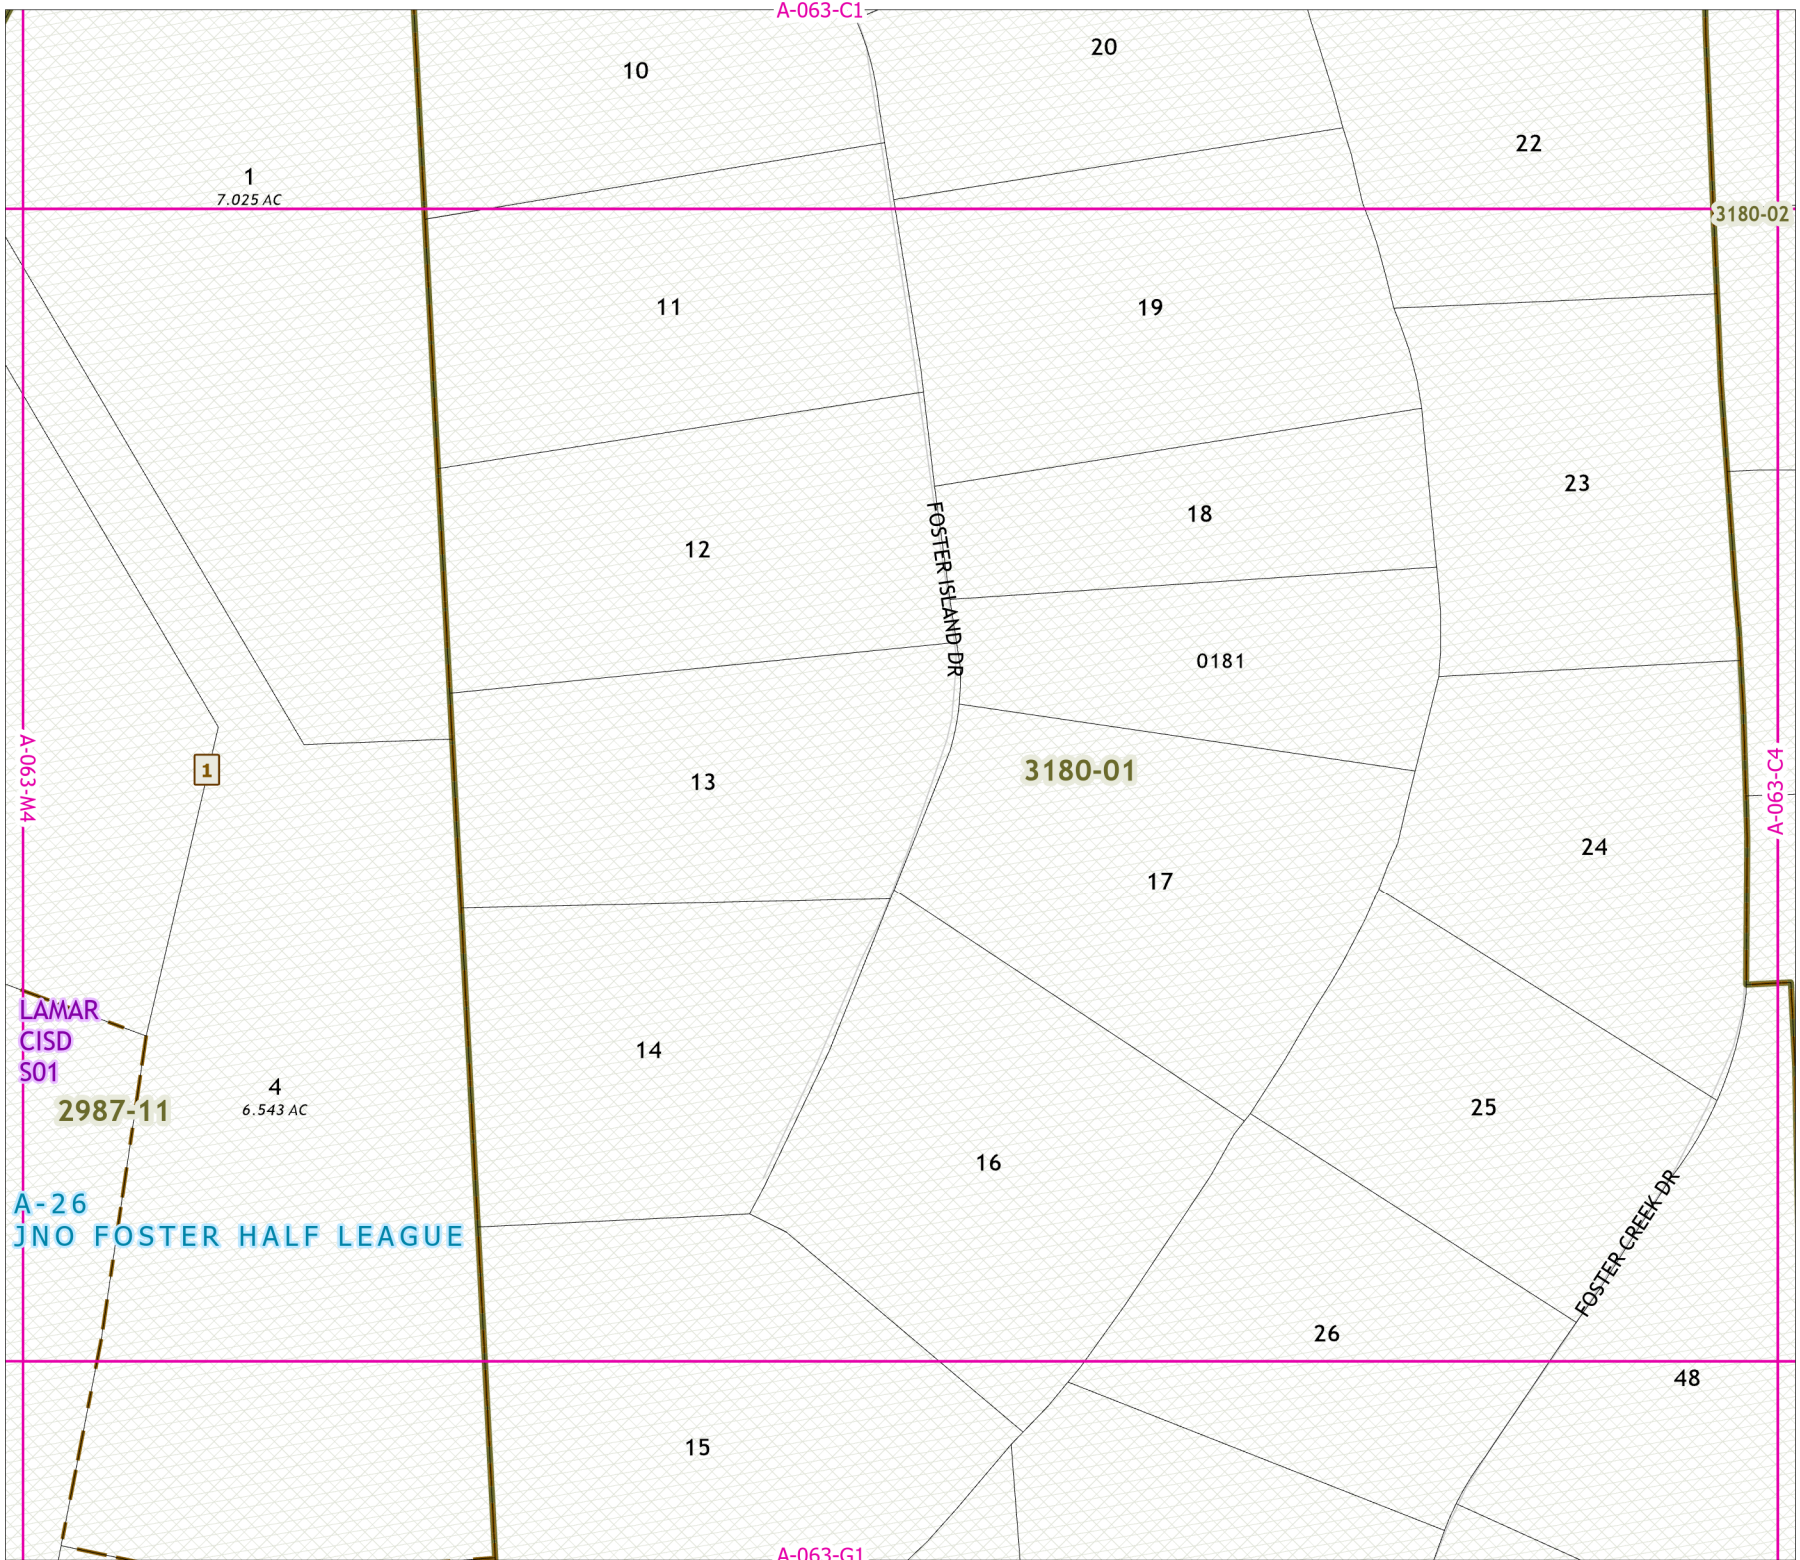 A-063-C1
20
10
22
1
7.025 AC
3180-02
11
19
23
18
12
FOSTER ISLAND DR
0181
A-063-M4
1
13
3180-01
A-063-C4
24
17
LAMAR
CISD
S01
14
4
6.543 AC
2987-11
25
16
A-26
JNO FOSTER HALF LEAGUE
FOSTER CREEK DR
26
48
15
A-063-G1